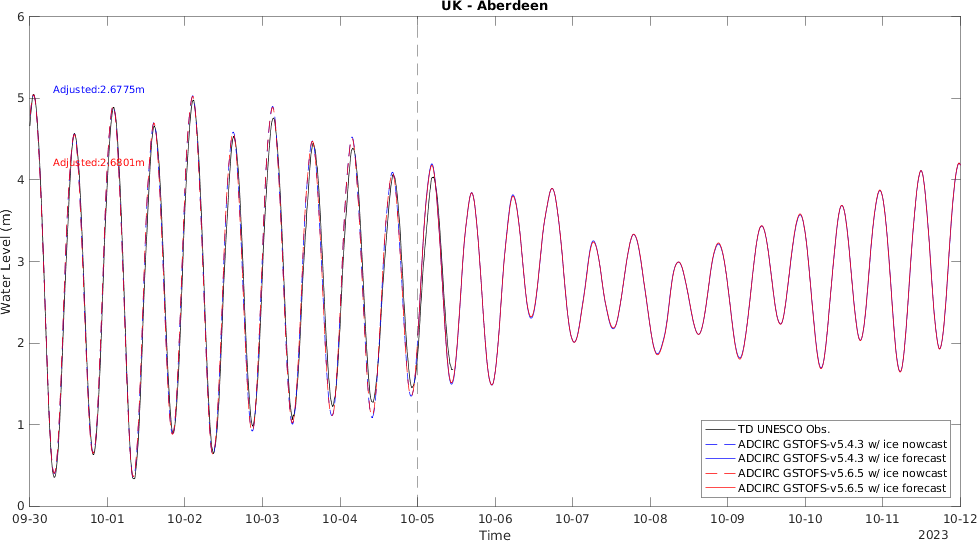 UK - Aberdeen
6
5
4
3
2
1
0
Water Level (m)
Adjusted:2.6775m
Adjusted:2.6801m
TD UNESCO Obs.
ADCIRC GSTOFS-v5.4.3 w/ ice nowcast
ADCIRC GSTOFS-v5.4.3 w/ ice forecast
ADCIRC GSTOFS-v5.6.5 w/ ice nowcast
ADCIRC GSTOFS-v5.6.5 w/ ice forecast
09-30 10-01 10-02 10-03 10-04 10-05 10-06 10-07 10-08 10-09 10-10 10-11 10-12
Time
2023